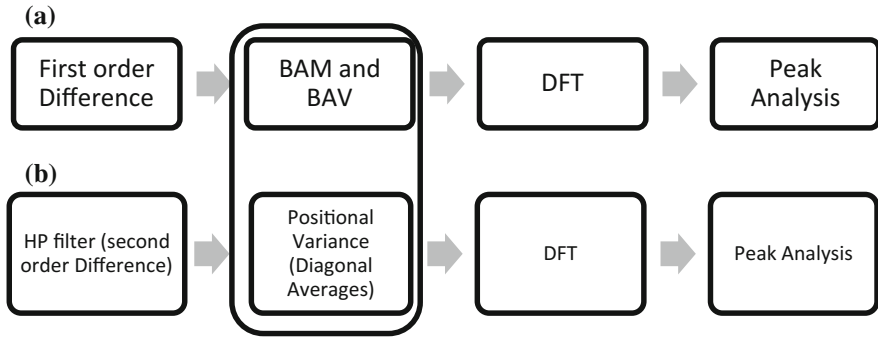 (a)
First order
Difference
BAM and
BAV
DFT
Peak
Analysis
(b)
HP filter (second
order Difference)
Positional
Variance
(Diagonal
Averages)
DFT
Peak Analysis